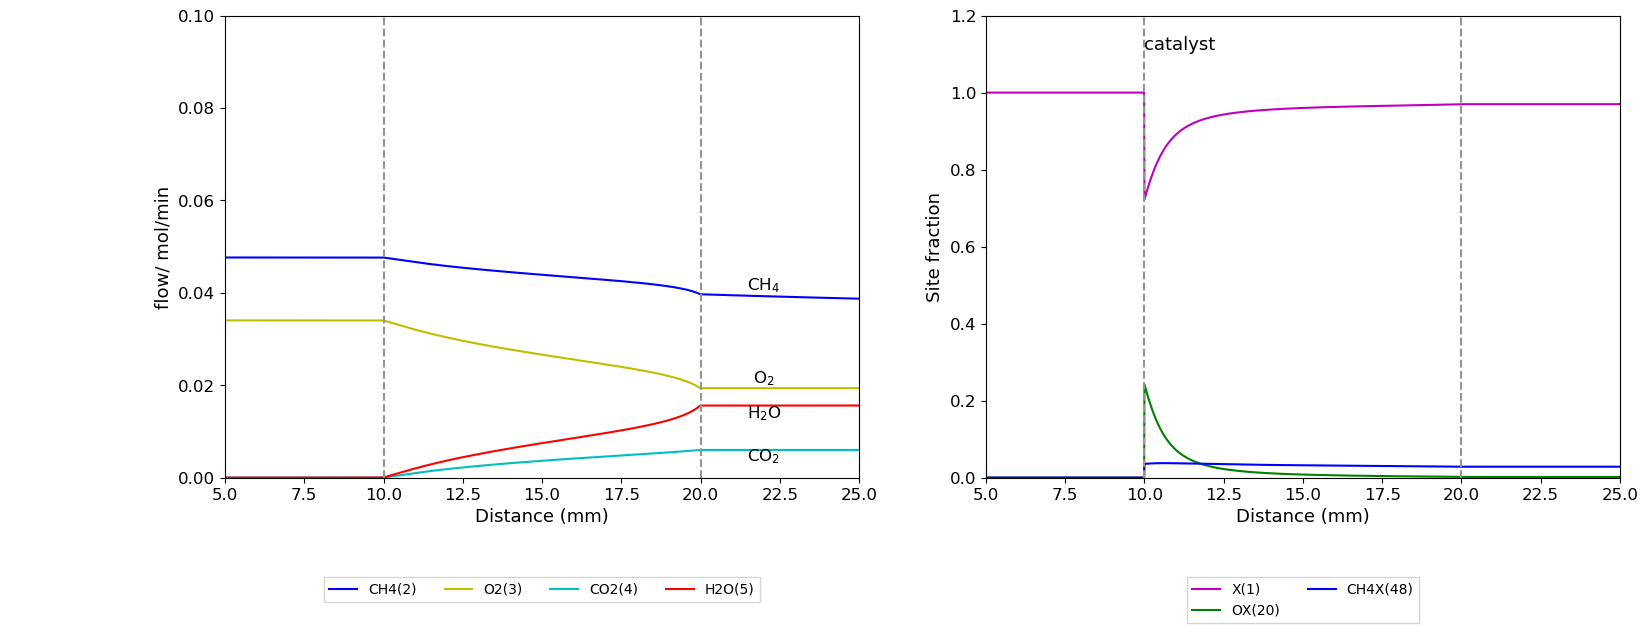 0.10
0.08
0.06
0.04
0.02
0.00
flow/ mol/min
CH₄
O₂
H₂O
CO₂
5.0 7.5 10.0 12.5 15.0 17.5 20.0 22.5 25.0
Distance (mm)
CH4(2) O2(3) CO2(4) H2O(5)
1.2
1.0
0.8
0.6
0.4
0.2
0.0
Site fraction
catalyst
5.0 7.5 10.0 12.5 15.0 17.5 20.0 22.5 25.0
Distance (mm)
X(1) CH4X(48)
OX(20)